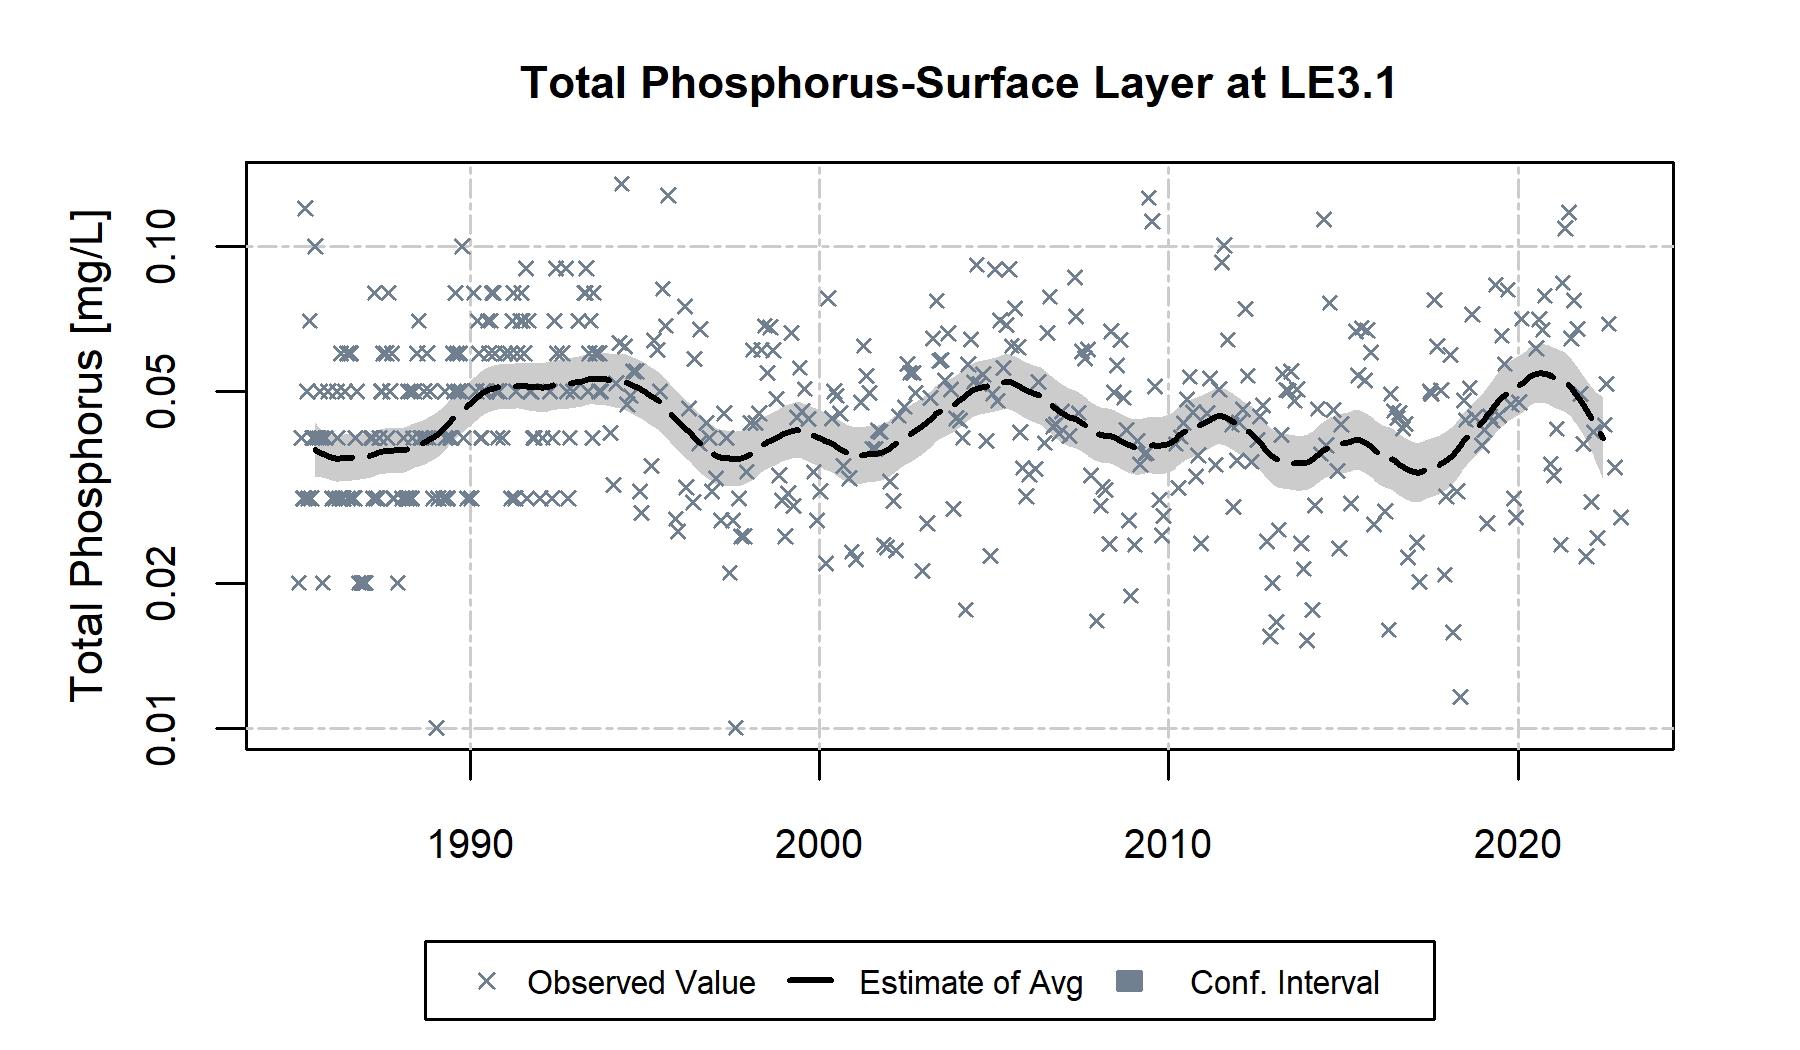 Total Phosphorus-Surface Layer at LE3.1
Total Phosphorus [mg/L]
0.10
0.05
0.02
0.01
1990 2000 2010 2020
Observed Value Estimate of Avg Conf. Interval